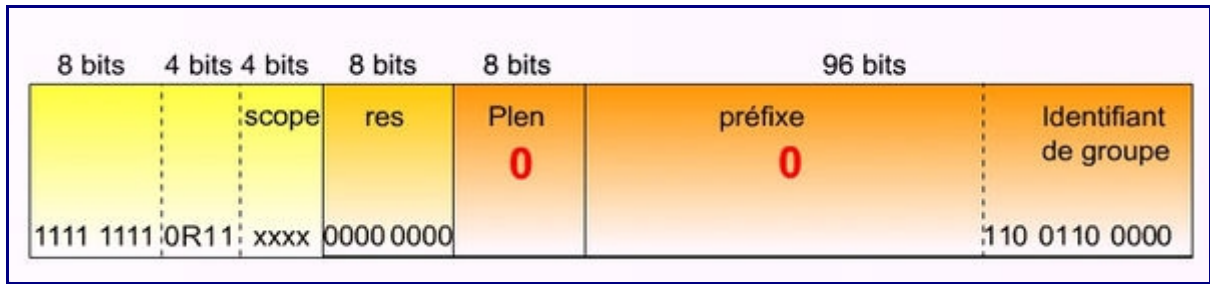 8 bits 4 bits 4 bits 8 bits 8 bits 96 bits
scope res Plen préfixe Identifiant
de groupe
0 0
1111 1111 0R11 xxxx 0000 0000 110 0110 0000